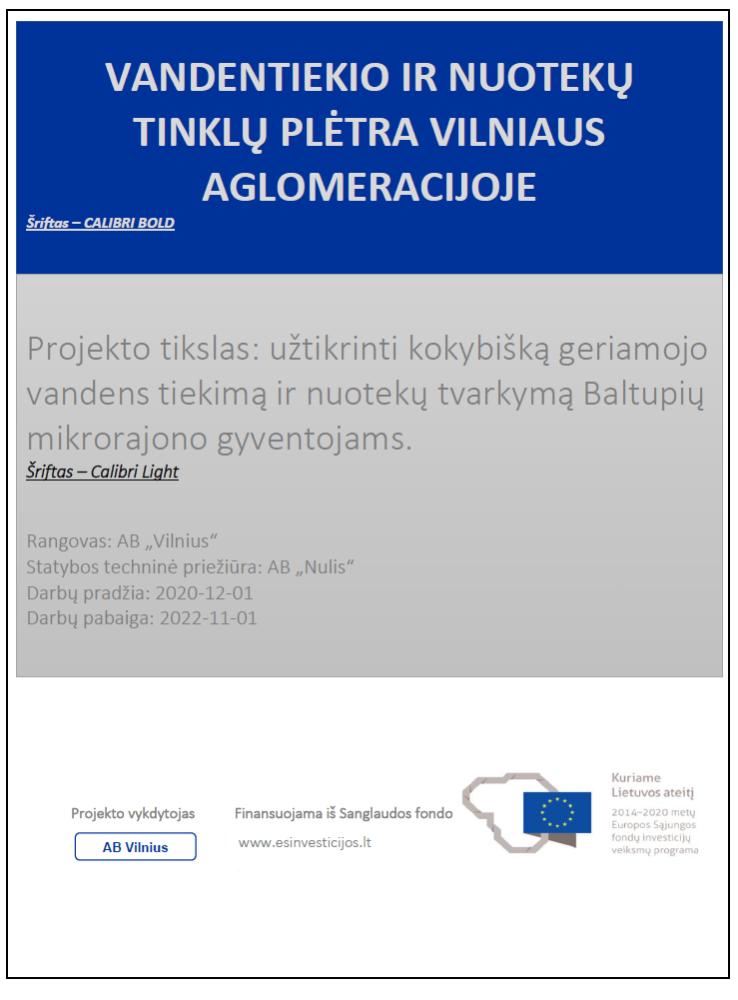 VANDENTIEKIO IR NUOTEKŲ
TINKLŲ PLĖTRA VILNIAUS
AGLOMERACIJOJE
Šriftas – CALIBRI BOLD
Projekto tikslas: užtikrinti kokybišką geriamojo
vandens tiekimą ir nuotekų tvarkymą Baltupių
mikrorajono gyventojams.
Šriftas – Calibri Light
Rangovas: AB „Vilnius“
Statybos techninė priežiūra: AB „Nulis“
Darbų pradžia: 2020-12-01
Darbų pabaiga: 2022-11-01
Projekto vykdytojas
AB Vilnius
Finansuojama iš Sanglaudos fondo
www.esinvesticijos.lt
Kuriame
Lietuvos ateitį
2014–2020 metų
Europos Sąjungos
fondų investicijų
veiksmų programa